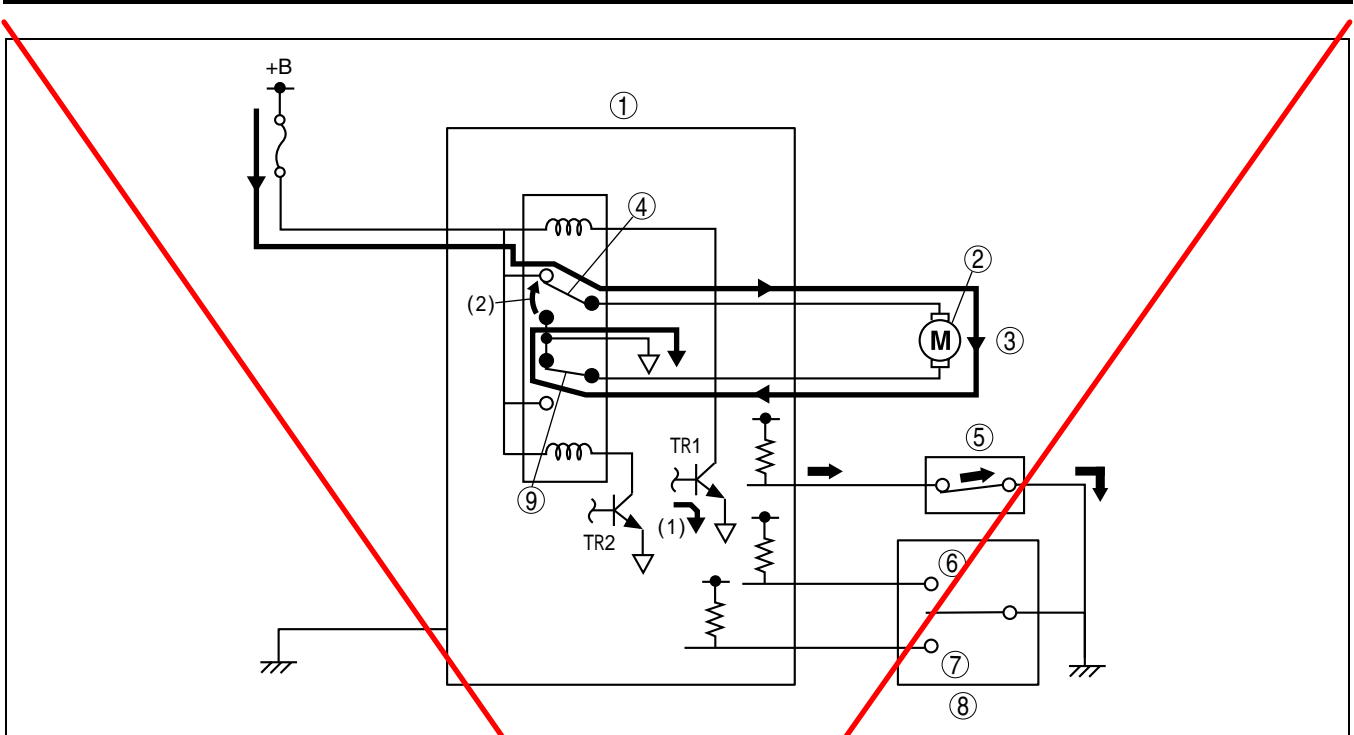 +B
①
④
②
(2)
M
③
TR1
⑤
⑨
(1)
TR2
⑥
⑦
⑧